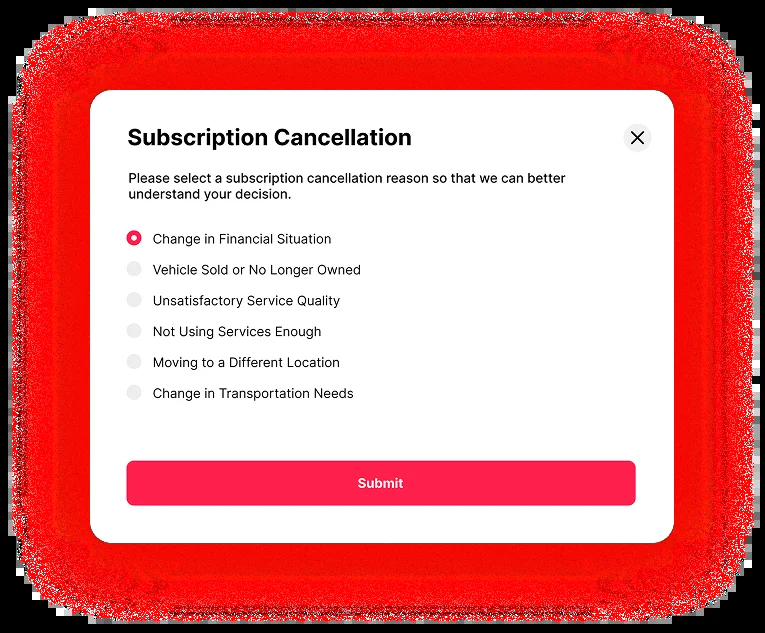 Subscription Cancellation
Please select a subscription cancellation reason so that we can better
understand your decision.
Change in Financial Situation
Vehicle Sold or No Longer Owned
Unsatisfactory Service Quality
Not Using Services Enough
Moving to a Different Location
Change in Transportation Needs
Submit